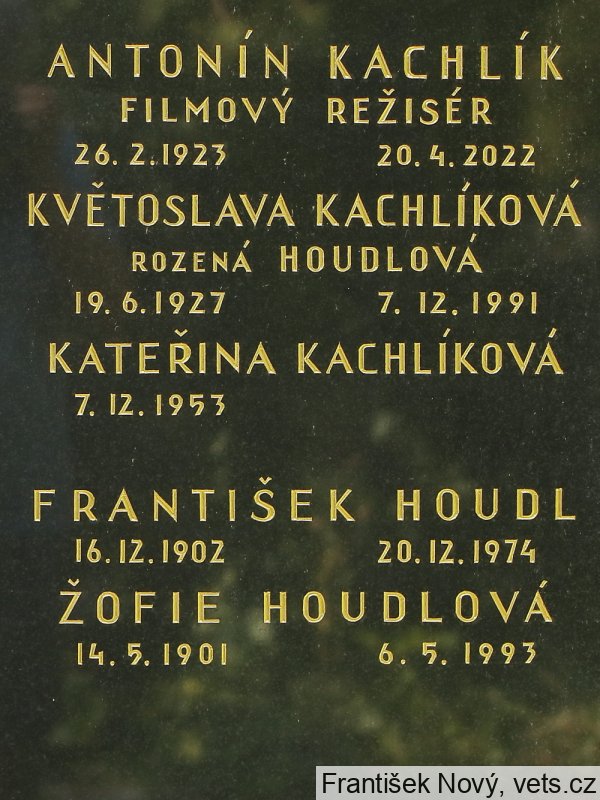 ANTONÍN KACHLÍK
FILMOVÝ REŽISÉR
26. 2. 1923 20. 4. 2022
KVĚTOSLAVA KACHLÍKOVÁ
ROZENÁ HOUDLOVÁ
19. 6. 1927 7. 12. 1991
KATEŘINA KACHLÍKOVÁ
7. 12. 1953
FRANTIŠEK HOUDL
16. 12. 1902 20. 12. 1974
ŽOFIE HOUDLOVÁ
14. 5. 1901 6. 5. 1993
František Nový, vets.cz